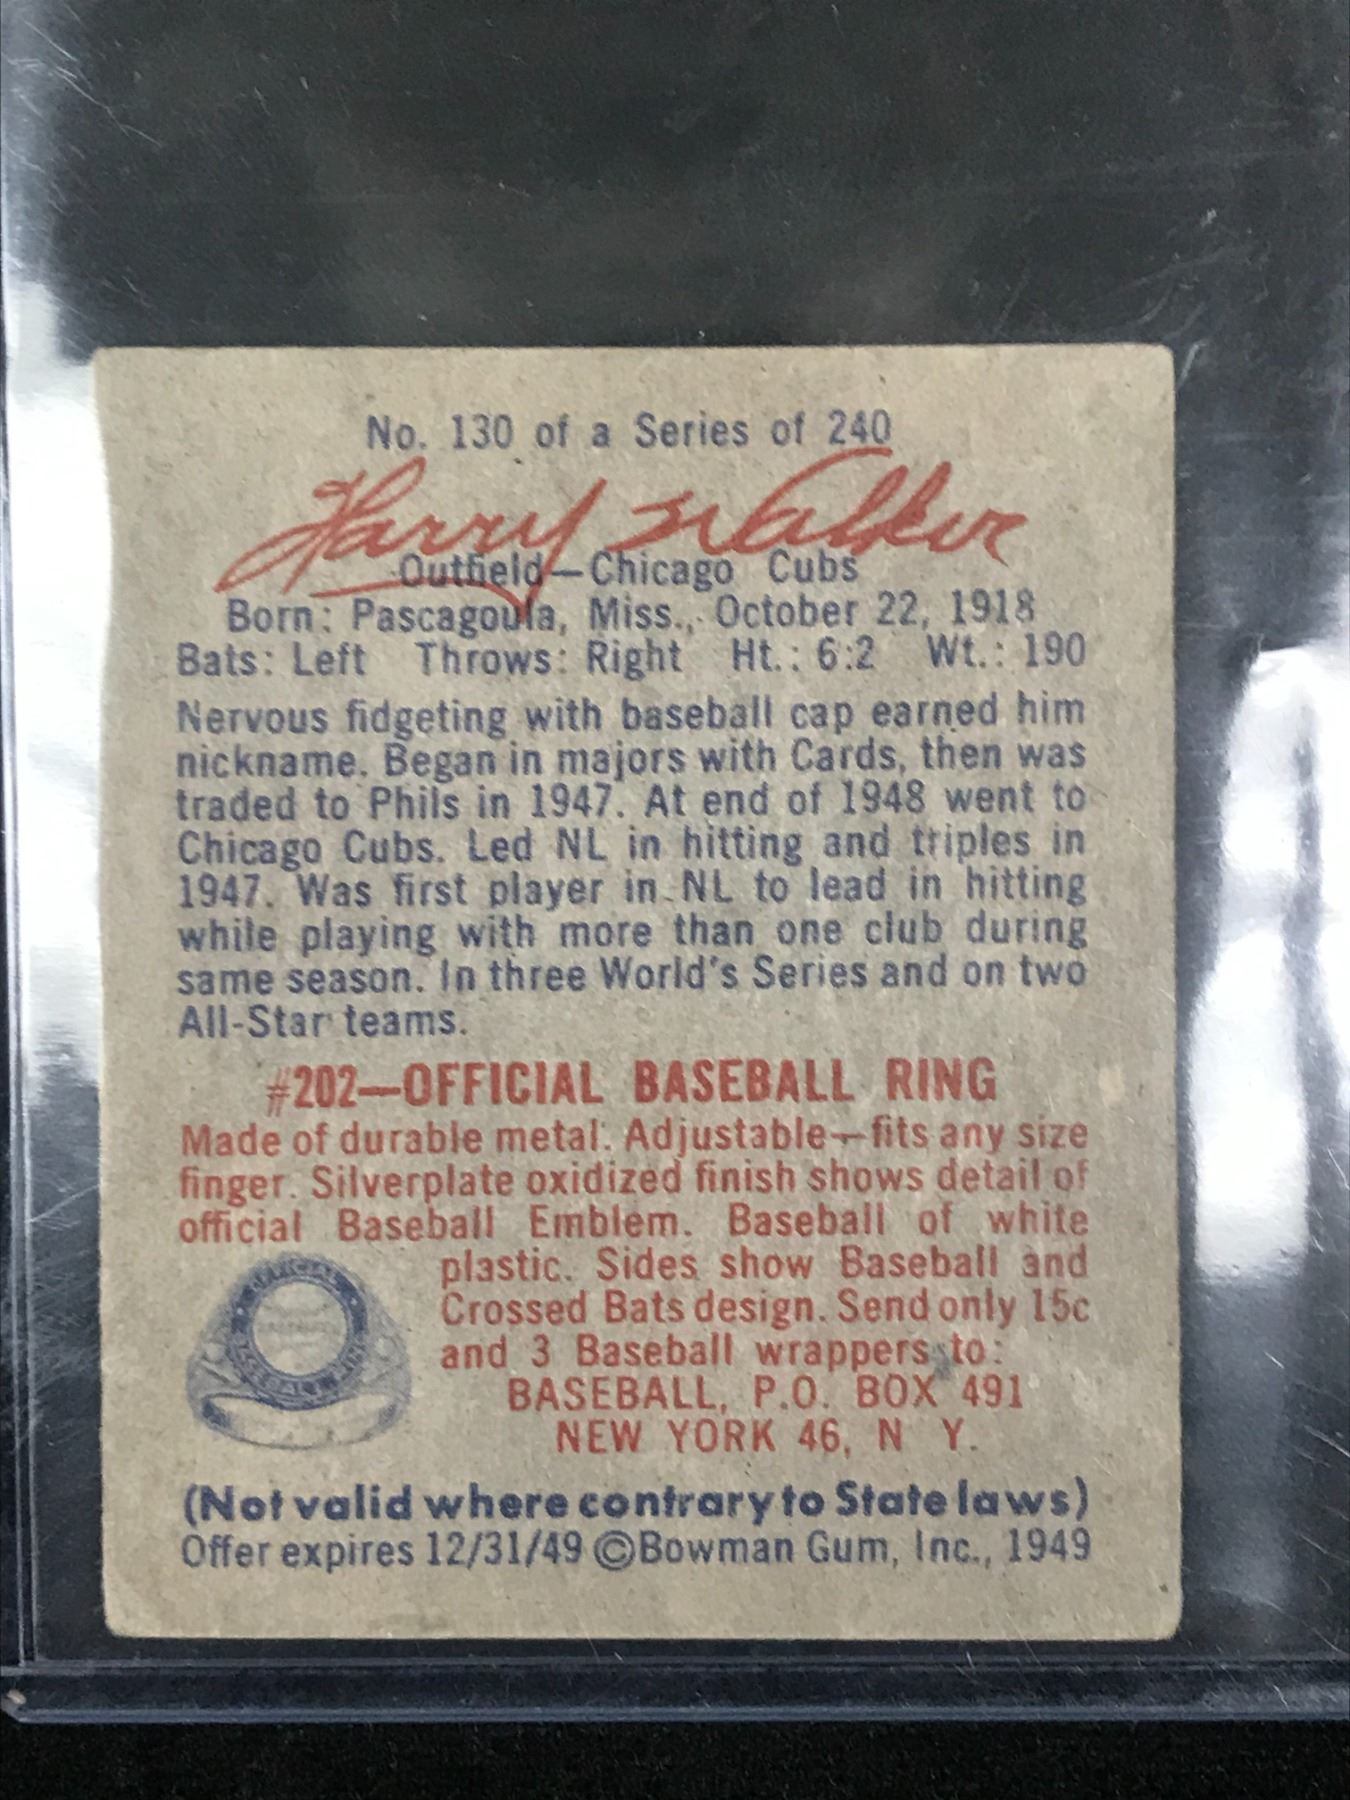 No. 130 of a Series of 240
Harry Walker
Outfield—Chicago Cubs
Born: Pascagoula, Miss., October 22, 1918
Bats: Left Throws: Right Ht.: 6:2 Wt.: 190
Nervous fidgeting with baseball cap earned him
nickname. Began in majors with Cards, then was
traded to Phils in 1947. At end of 1948 went to
Chicago Cubs. Led NL in hitting and triples in
1947. Was first player in NL to lead in hitting
while playing with more than one club during
same season. In three World's Series and on two
All-Star teams.
#202—OFFICIAL BASEBALL RING
Made of durable metal. Adjustable—fits any size
finger. Silverplate oxidized finish shows detail of
official Baseball Emblem. Baseball of white
plastic. Sides show Baseball and
Crossed Bats design. Send only 15c
and 3 Baseball wrappers to:
BASEBALL, P.O. BOX 491
NEW YORK 46, N Y.
OFFICIAL
BASEBALL RING
(Not valid where contrary to State laws)
Offer expires 12/31/49 ©Bowman Gum, Inc., 1949